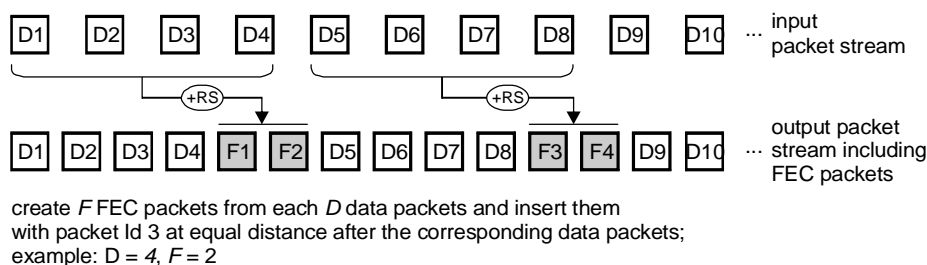 D1 D2 D3 D4 D5 D6 D7 D8 D9 D10 ... input
packet stream
+RS +RS
D1 D2 D3 D4 F1 F2 D5 D6 D7 D8 F3 F4 D9 D10 ... output packet
stream including
FEC packets
create F FEC packets from each D data packets and insert them
with packet Id 3 at equal distance after the corresponding data packets;
example: D = 4, F = 2